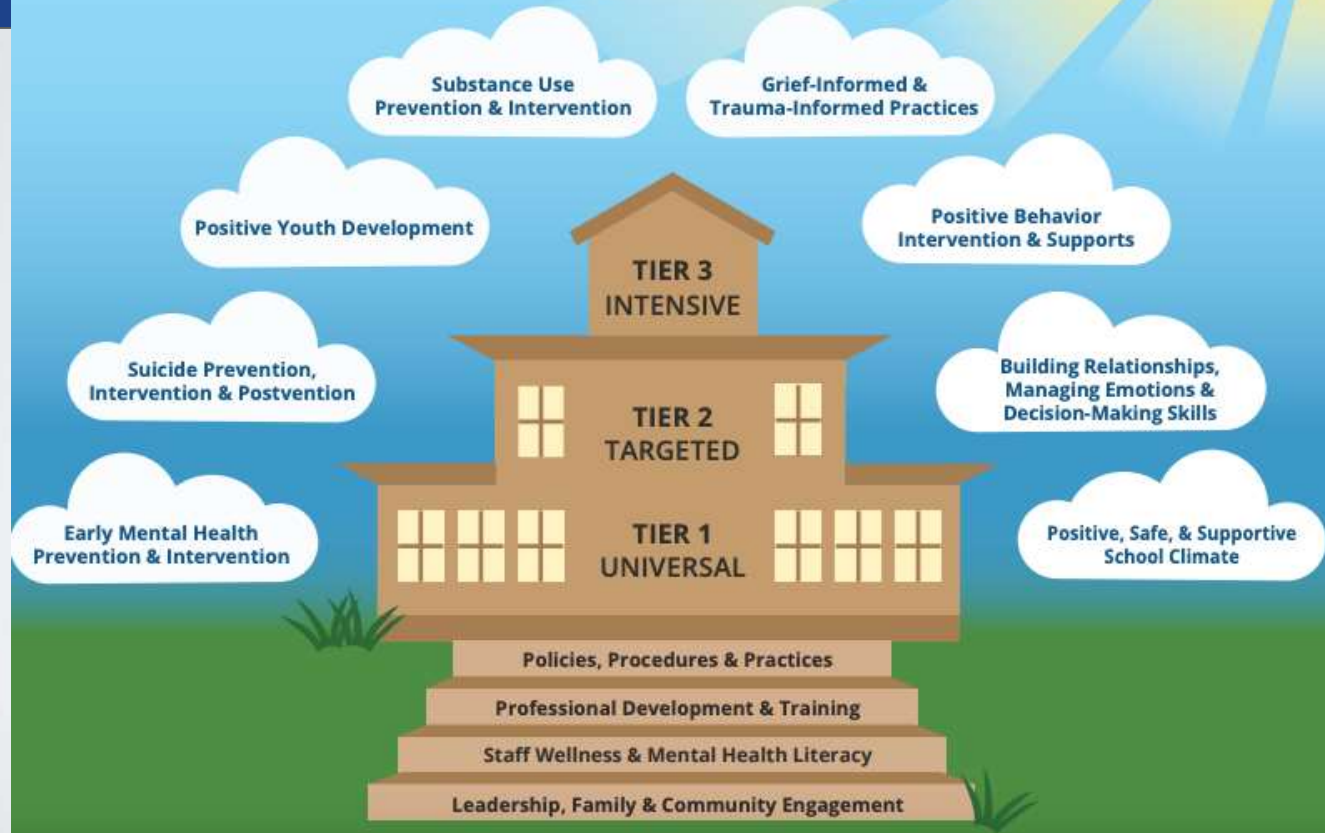 Substance Use
Prevention & Intervention
Grief-Informed &
Trauma-Informed Practices
Positive Youth Development
Positive Behavior
Intervention & Supports
Suicide Prevention,
Intervention & Postvention
Building Relationships,
Managing Emotions &
Decision-Making Skills
Early Mental Health
Prevention & Intervention
Positive, Safe, & Supportive
School Climate
TIER 3
INTENSIVE
TIER 2
TARGETED
TIER 1
UNIVERSAL
Policies, Procedures & Practices
Professional Development & Training
Staff Wellness & Mental Health Literacy
Leadership, Family & Community Engagement